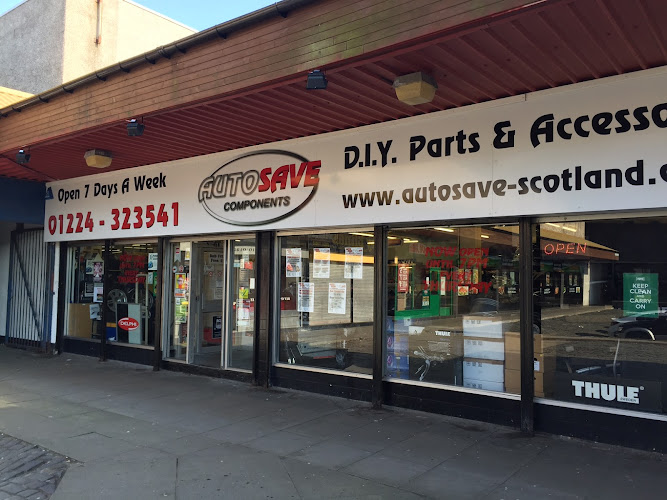 Open 7 Days A Week
01224 - 323541
AUTOSAVE
COMPONENTS
D.I.Y. Parts & Accesso
www.autosave-scotland.
OPEN
KEEP
CLEAN
AND
CARRY
ON
DELPHI
THULE
THULE